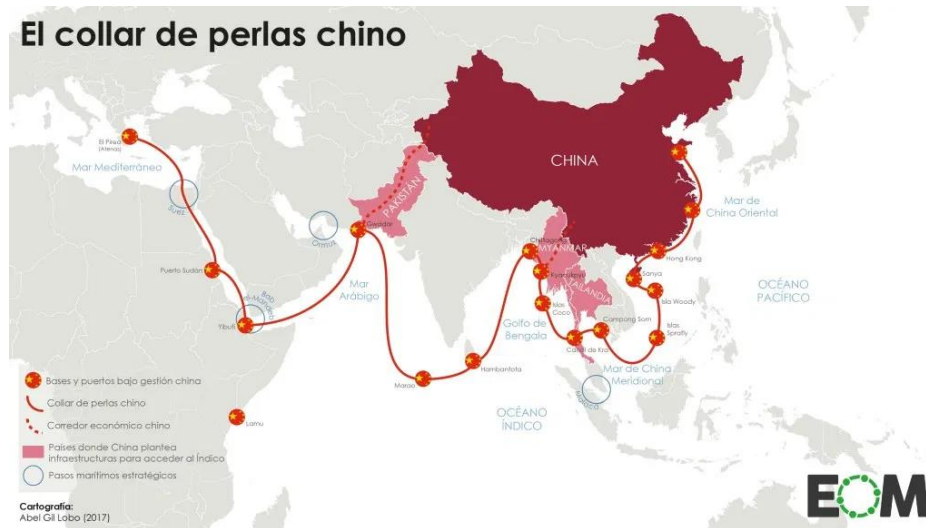 El collar de perlas chino
CHINA
El Pireo
(Atenas)
Mar Mediterráneo
Suez
PAKISTÁN
Gwadar
Ormuz
Mar de
China Oriental
Chittagong
MYANMAR
Kyaukpyu
Hong Kong
Sanya
TAILANDIA
Isla Woody
OCÉANO
PACÍFICO
Puerto Sudán
Bab
el-Mandeb
Mar
Arábigo
Yibuti
Islas
Coco
Golfo de
Bengala
Campong Som
Islas
Spratly
Canal de Kra
Hambantota
Marao
Mar de China
Meridional
Malaca
OCÉANO
ÍNDICO
Lamu
Bases y puertos bajo gestión china
Collar de perlas chino
Corredor económico chino
Países donde China plantea
infraestructuras para acceder al Índico
Pasos marítimos estratégicos
Cartografía:
Abel Gil Lobo (2017)
EOM